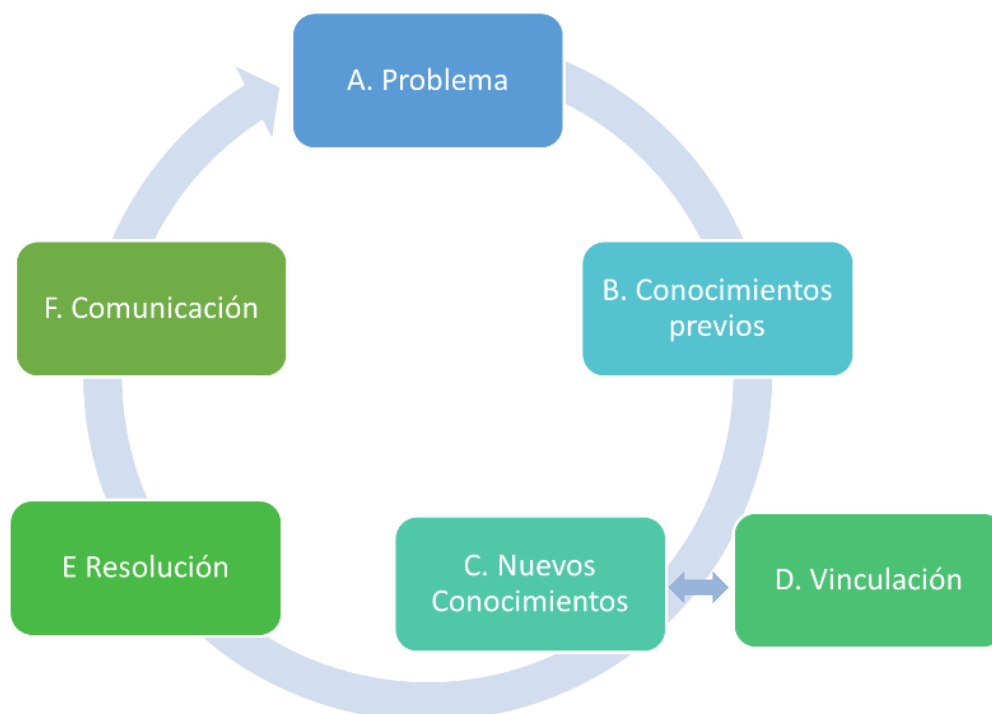 A. Problema
B. Conocimientos
previos
C. Nuevos
Conocimientos
D. Vinculación
E Resolución
F. Comunicación